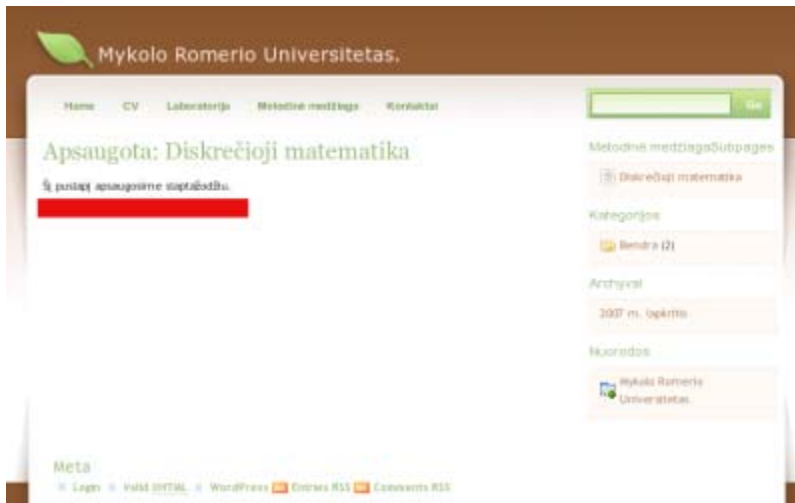 Mykolo Romerio Universitetas.
Home CV Laboratorija Metodinė medžiaga Kontaktai
Go
Apsaugota: Diskrečioji matematika
Šį puslapį apsaugosime slaptažodžiu.
Metodinė medžiagaSubpages
Diskrečioji matematika
Kategorijos
Bendra (2)
Archyvai
2007 m. lapkritis
Nuorodos
Mykolo Romerio
Universitetas.
Meta
Login Valid XHTML WordPress Entries RSS Comments RSS